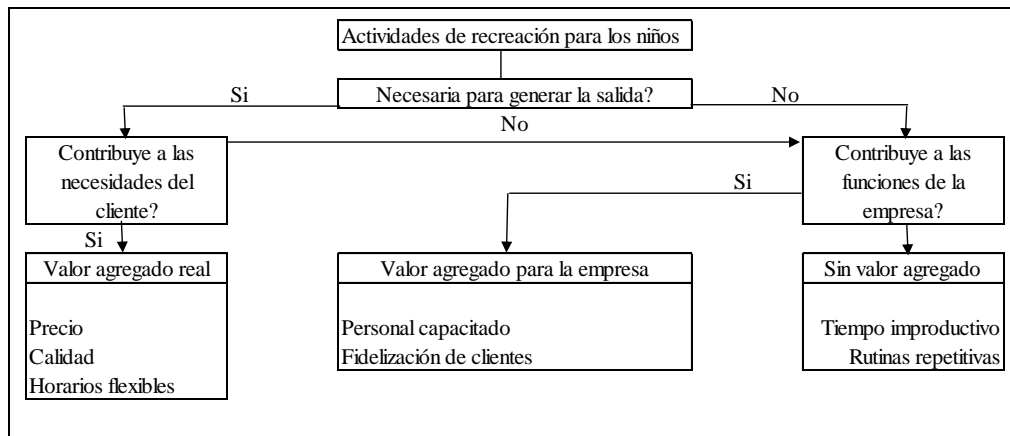 Actividades de recreación para los niños
Necesaria para generar la salida?
Si
No
No
Contribuye a las
necesidades del
cliente?
Contribuye a las
funciones de la
empresa?
Si
Si
Valor agregado real
Precio
Calidad
Horarios flexibles
Valor agregado para la empresa
Personal capacitado
Fidelización de clientes
Sin valor agregado
Tiempo improductivo
Rutinas repetitivas